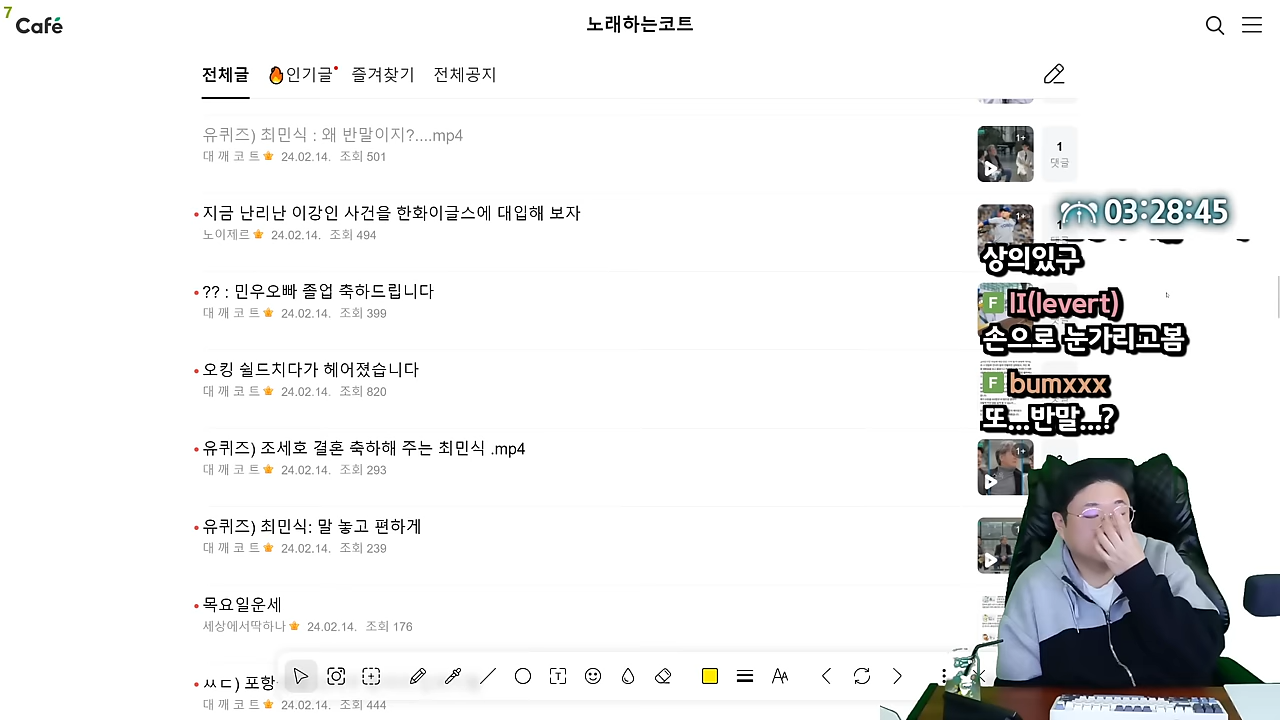 7
Café
노래하는코트
전체글 🔥인기글 즐겨찾기 전체공지
유퀴즈) 최민식 : 왜 반말이지?....mp4
대 깨 코 트 24.02.14. 조회 501
1+
1
댓글
지금 난리난 이강인 사건을 한화이글스에 대입해 보자
노이제르 24.02.14. 조회 494
1+
1
03:28:45
상의있구
?? : 민우오빠 졸업 축하드립니다
대 깨 코 트 24.02.14. 조회 399
F lI(levert)
손으로 눈가리고봄
오킹 쉴드치다가 헤어졌습니다
대 깨 코 트 24.02.14. 조회 820
F bumxxx
또...반말...?
유퀴즈) 조세호 결혼 축하해 주는 최민식 .mp4
대 깨 코 트 24.02.14. 조회 293
1+
유퀴즈) 최민식: 말 놓고 편하게
대 깨 코 트 24.02.14. 조회 239
목요일운세
24.02.14. 조회 176
ㅆㄷ) 포항
대 깨 코 트 24.02.14.